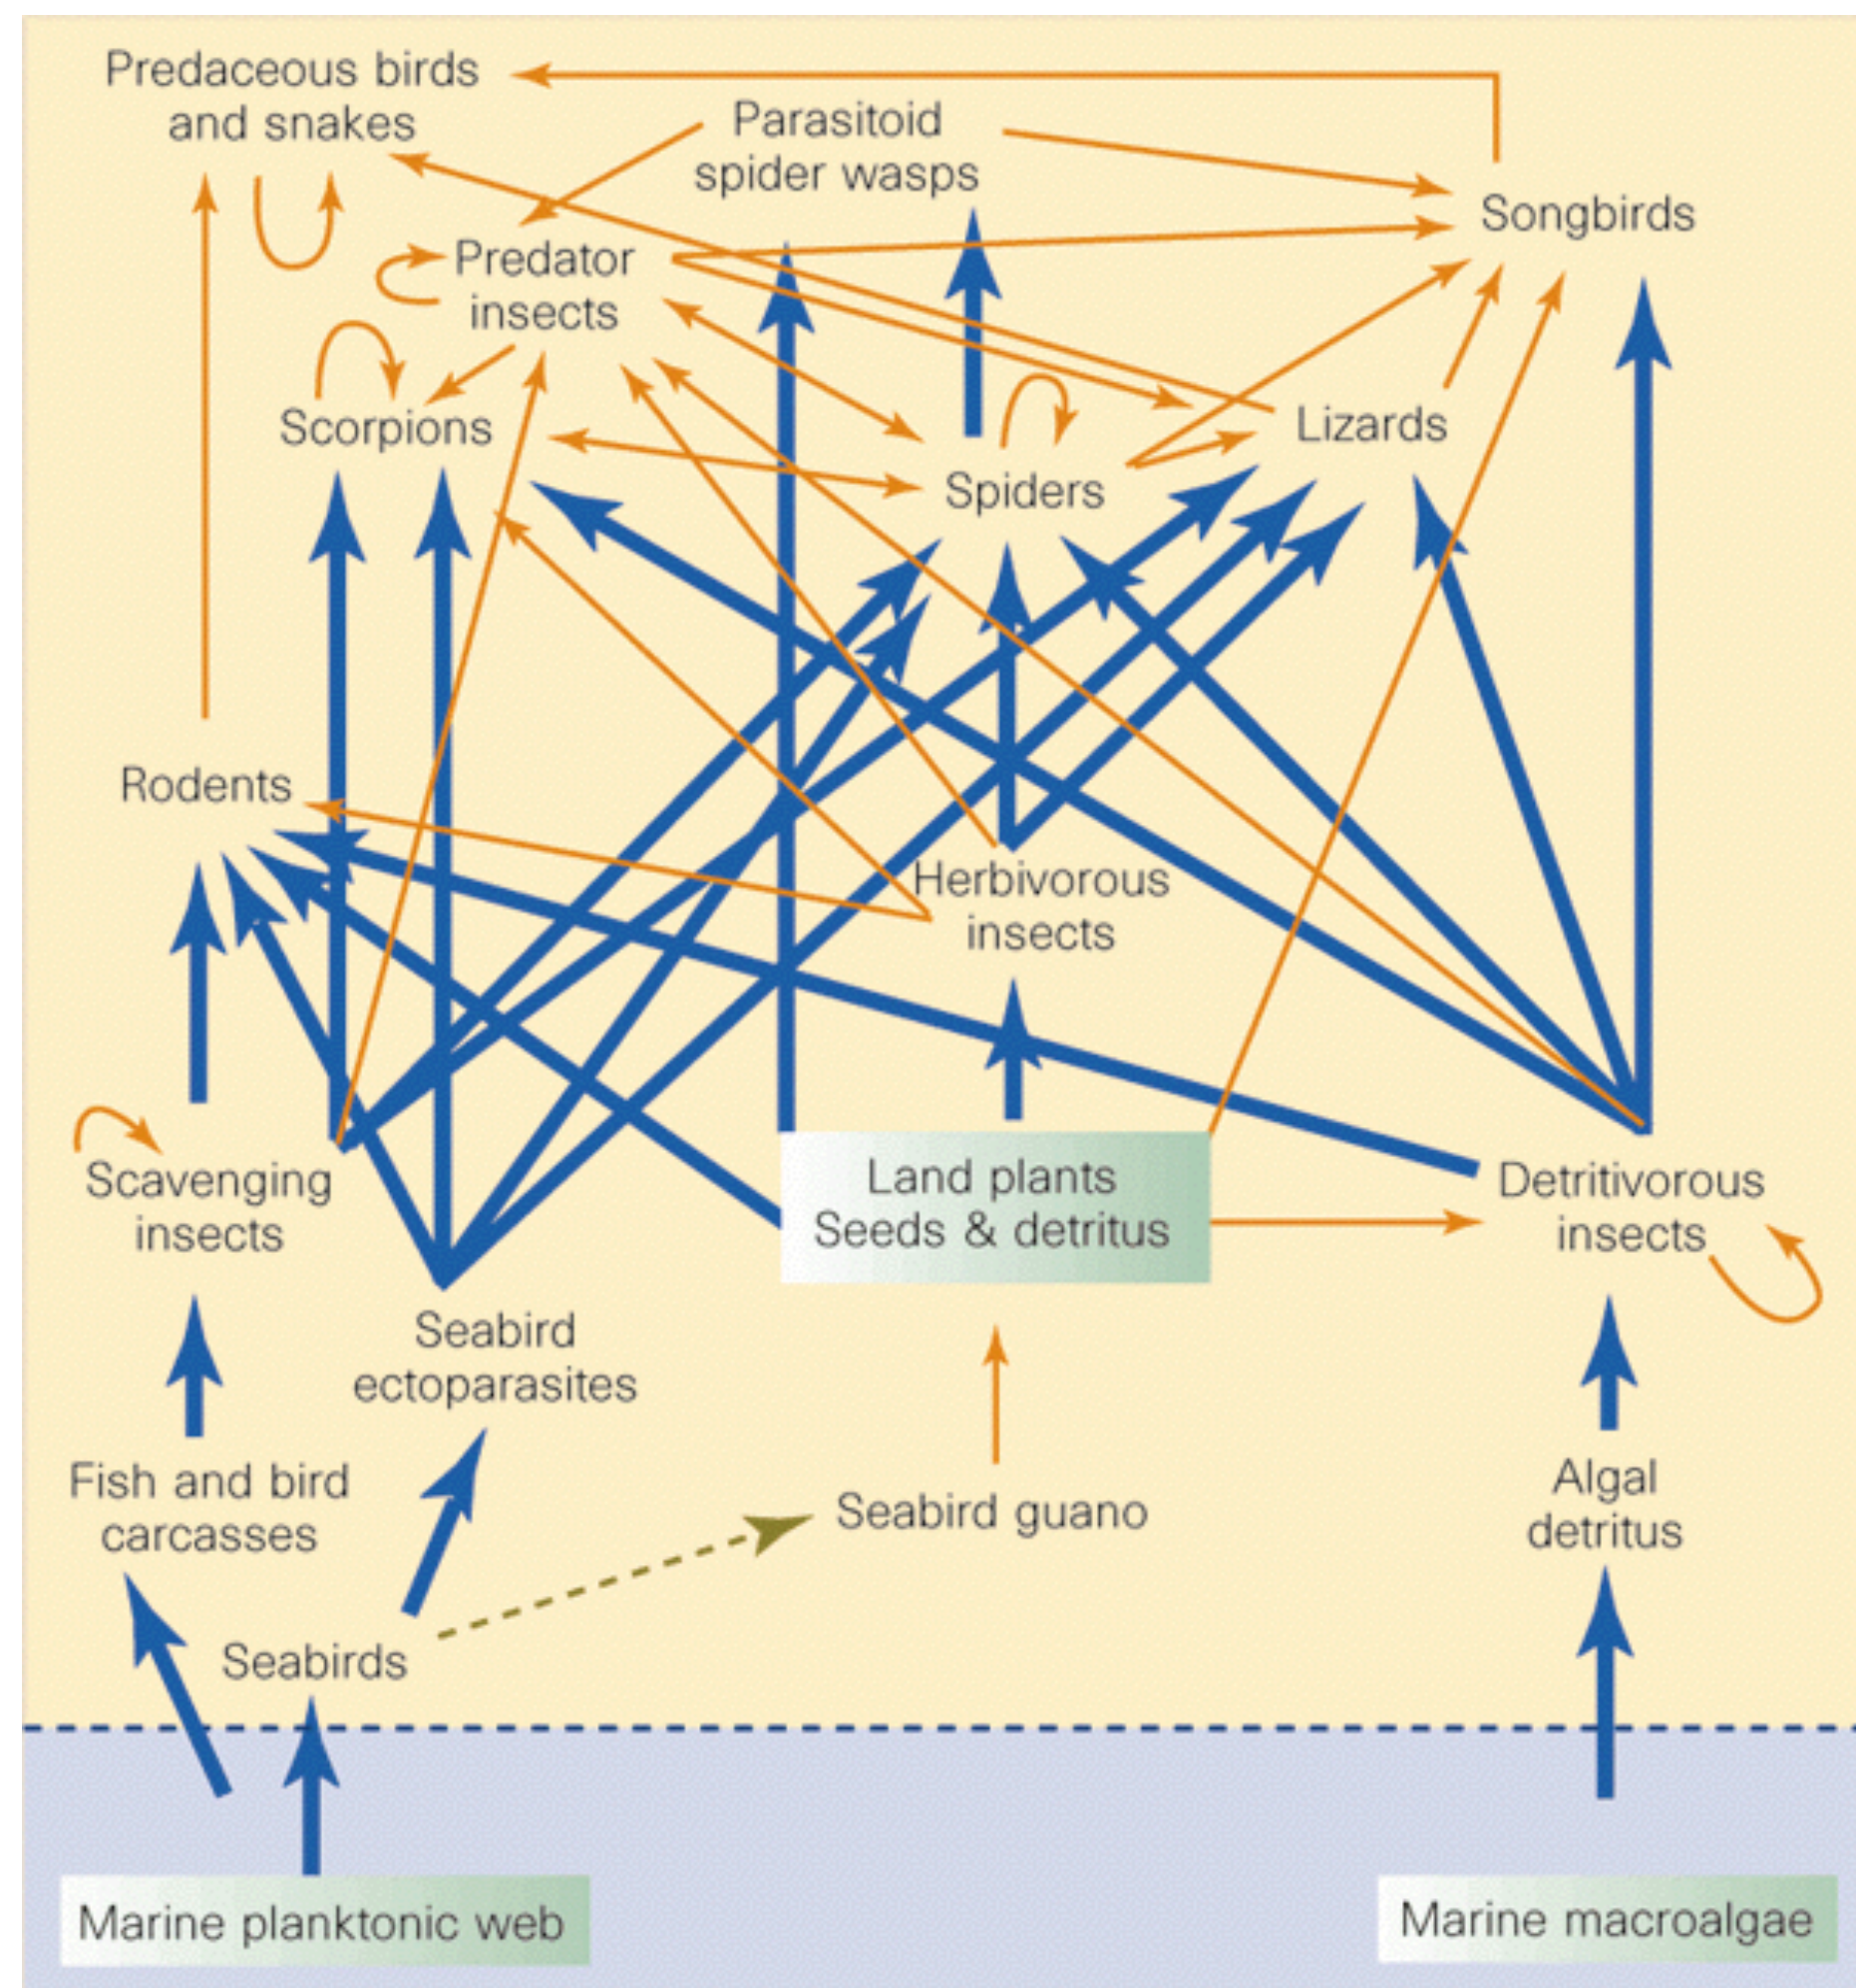 Predaceous birds
and snakes
Parasitoid
spider wasps
Songbirds
Predator
insects
Scorpions
Lizards
Spiders
Rodents
Herbivorous
insects
Scavenging
insects
Land plants
Seeds & detritus
Detritivorous
insects
Seabird
ectoparasites
Fish and bird
carcasses
Seabird guano
Algal
detritus
Seabirds
Marine planktonic web
Marine macroalgae